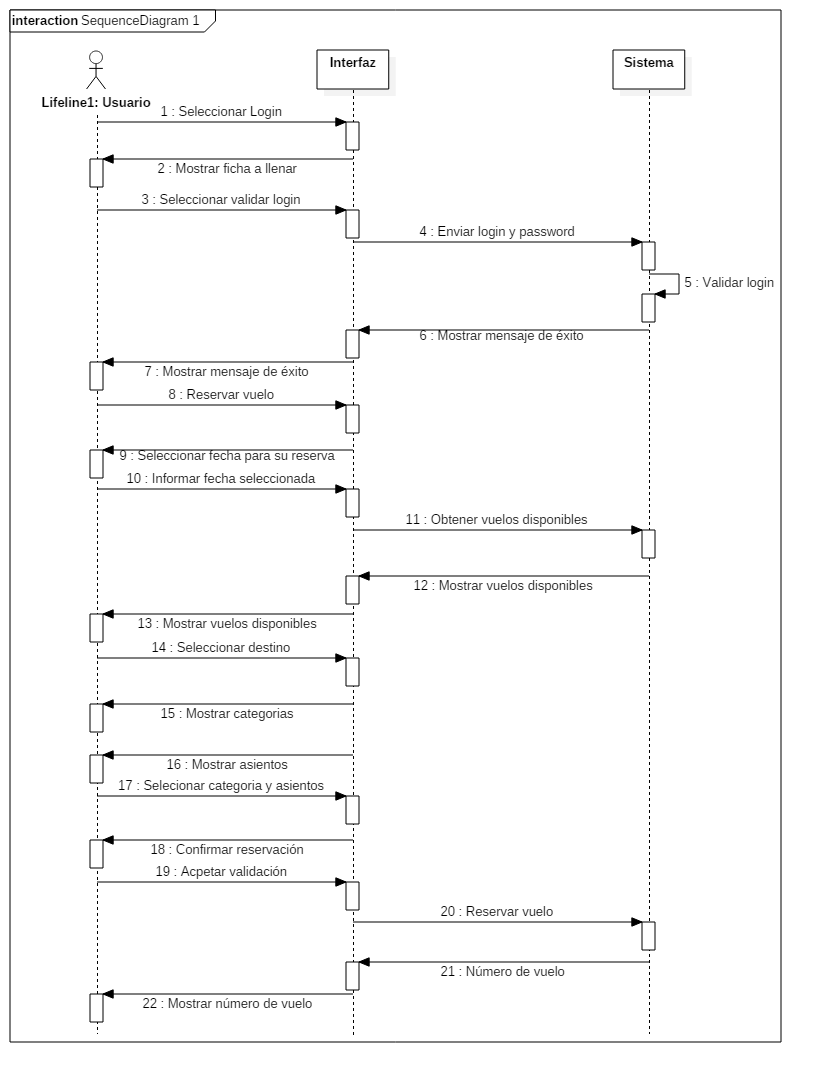 interaction SequenceDiagram 1
Interfaz
Sistema
Lifeline1: Usuario
1 : Seleccionar Login
2 : Mostrar ficha a llenar
3 : Seleccionar validar login
4 : Enviar login y password
5 : Validar login
6 : Mostrar mensaje de éxito
7 : Mostrar mensaje de éxito
8 : Reservar vuelo
9 : Seleccionar fecha para su reserva
10 : Informar fecha seleccionada
11 : Obtener vuelos disponibles
12 : Mostrar vuelos disponibles
13 : Mostrar vuelos disponibles
14 : Seleccionar destino
15 : Mostrar categorias
16 : Mostrar asientos
17 : Selecionar categoria y asientos
18 : Confirmar reservación
19 : Acpetar validación
20 : Reservar vuelo
21 : Número de vuelo
22 : Mostrar número de vuelo